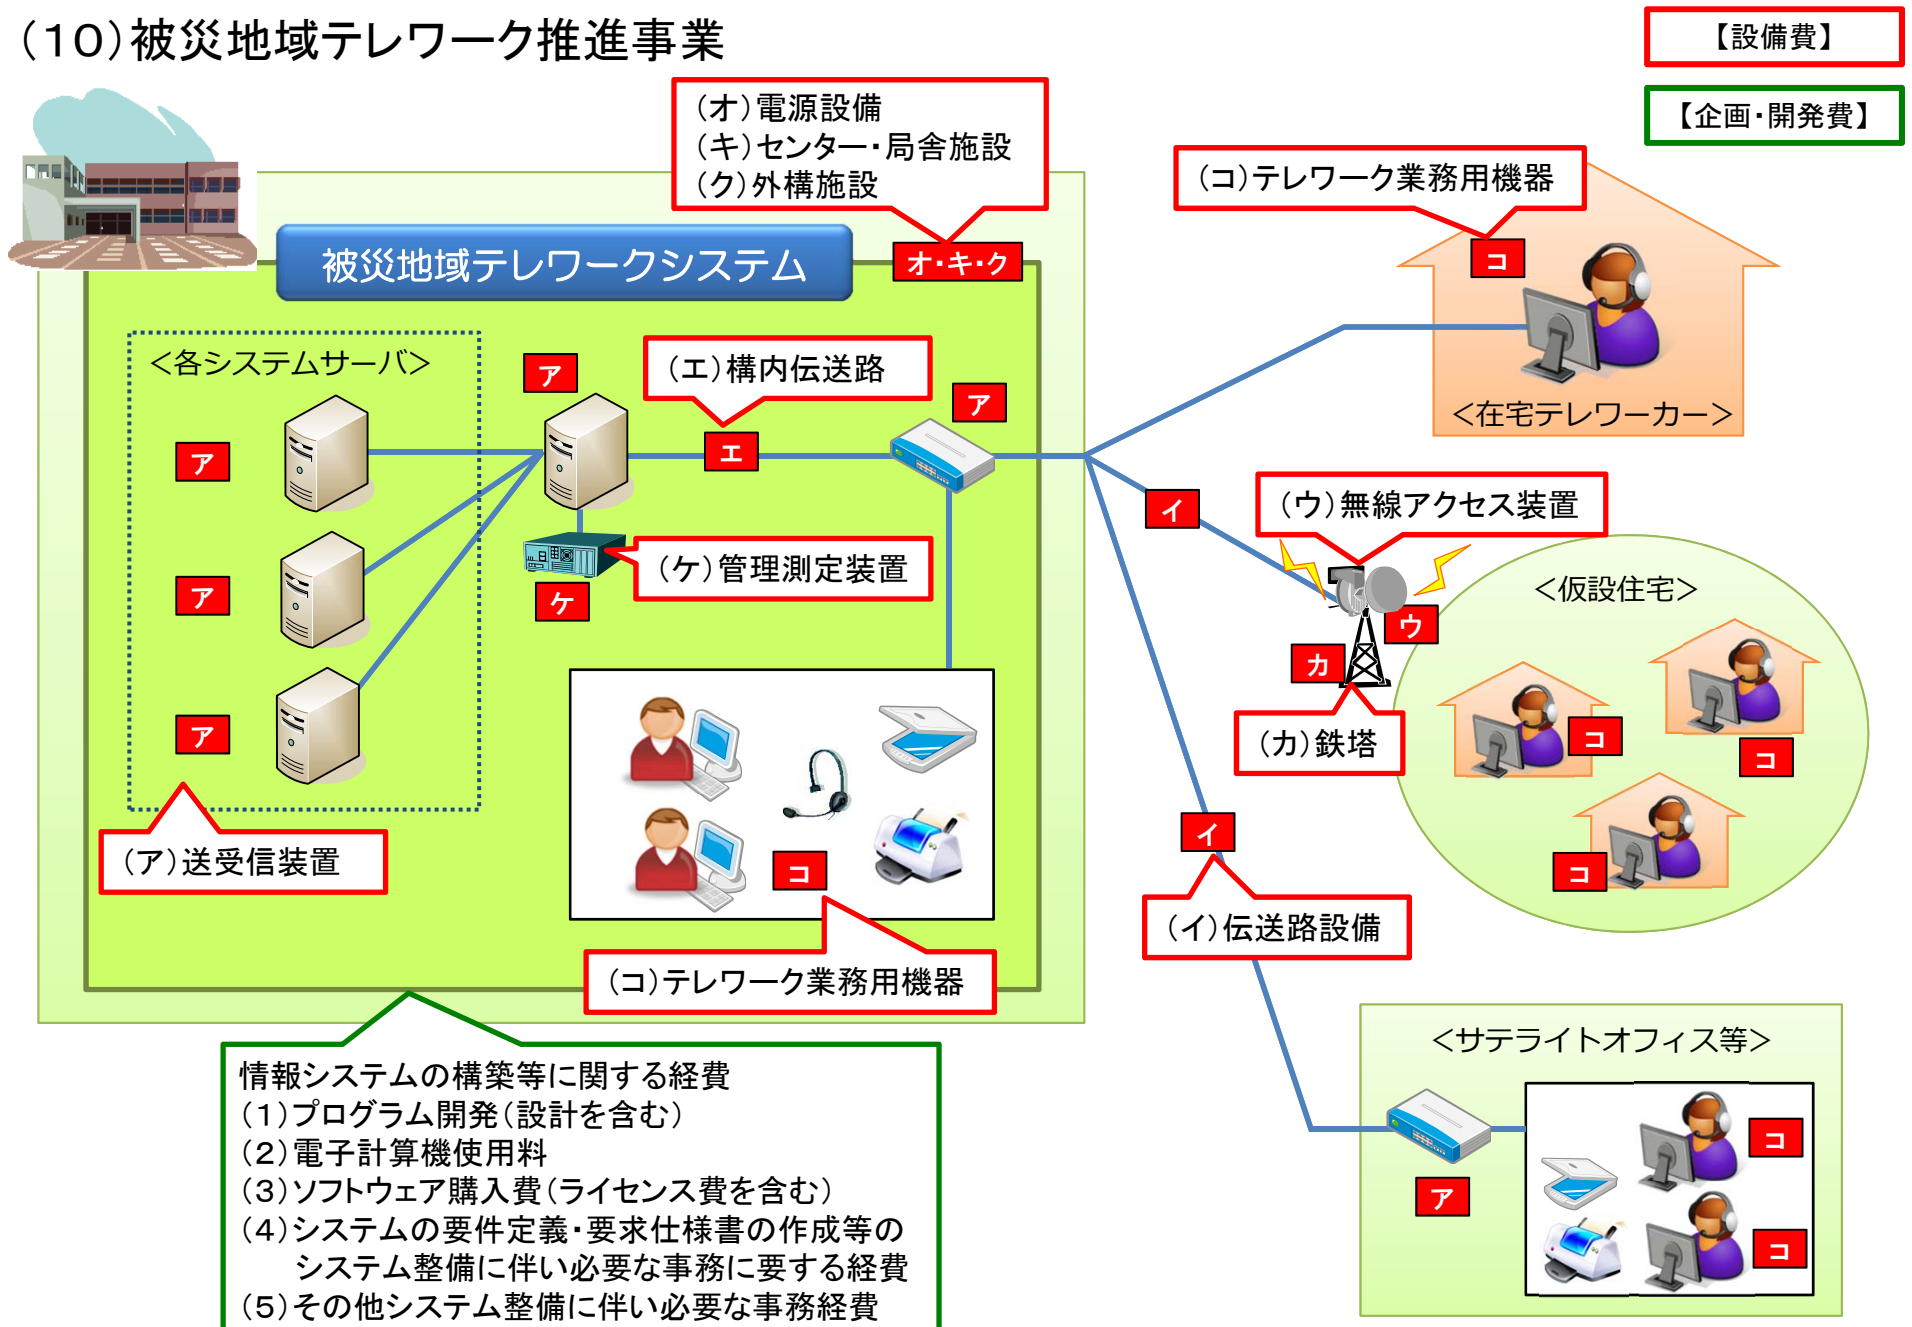 （１０）被災地域テレワーク推進事業
【設備費】
【企画・開発費】
（オ）電源設備
（キ）センター・局舎施設
（ク）外構施設
（コ）テレワーク業務用機器
被災地域テレワークシステム
オ・キ・ク
コ
＜各システムサーバ＞
ア
（エ）構内伝送路
ア
＜在宅テレワーカー＞
ア
エ
イ
（ウ）無線アクセス装置
（ケ）管理測定装置
ア
ケ
＜仮設住宅＞
ウ
カ
ア
（カ）鉄塔
コ
コ
（ア）送受信装置
コ
イ
コ
（イ）伝送路設備
（コ）テレワーク業務用機器
＜サテライトオフィス等＞
情報システムの構築等に関する経費
（１）プログラム開発（設計を含む）
（２）電子計算機使用料
（３）ソフトウェア購入費（ライセンス費を含む）
（４）システムの要件定義・要求仕様書の作成等の
システム整備に伴い必要な事務に要する経費
（５）その他システム整備に伴い必要な事務経費
コ
ア
コ